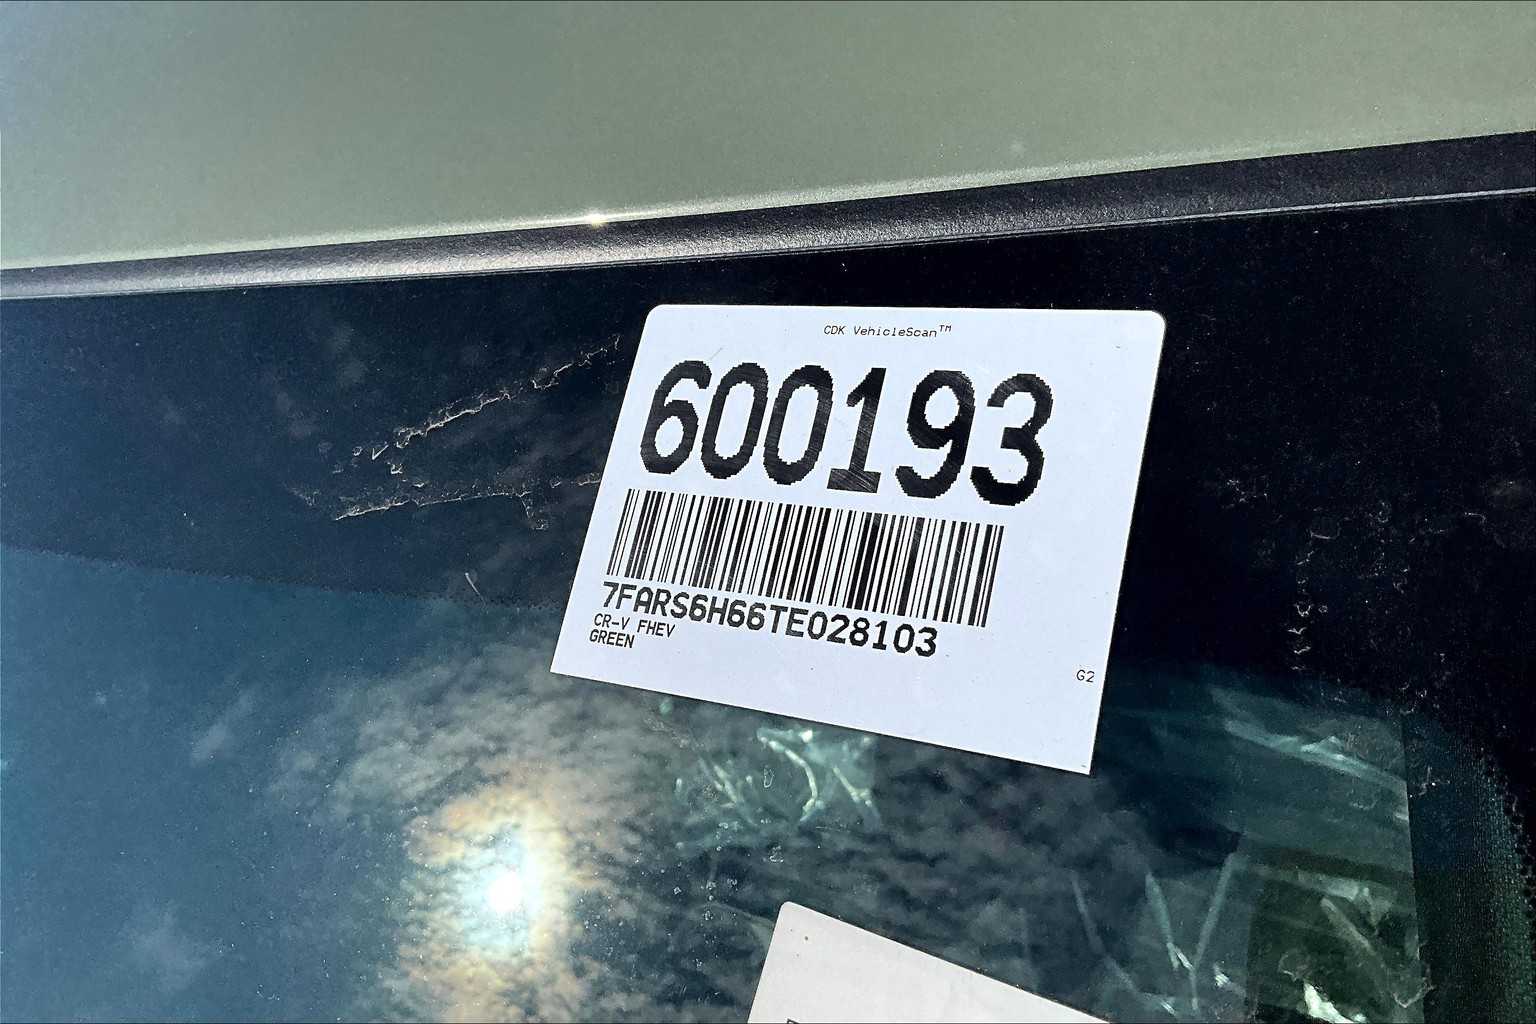 CDK VehicleScan™
600193
7FARS6H66TE028103
CR-V FHEV
GREEN
G2